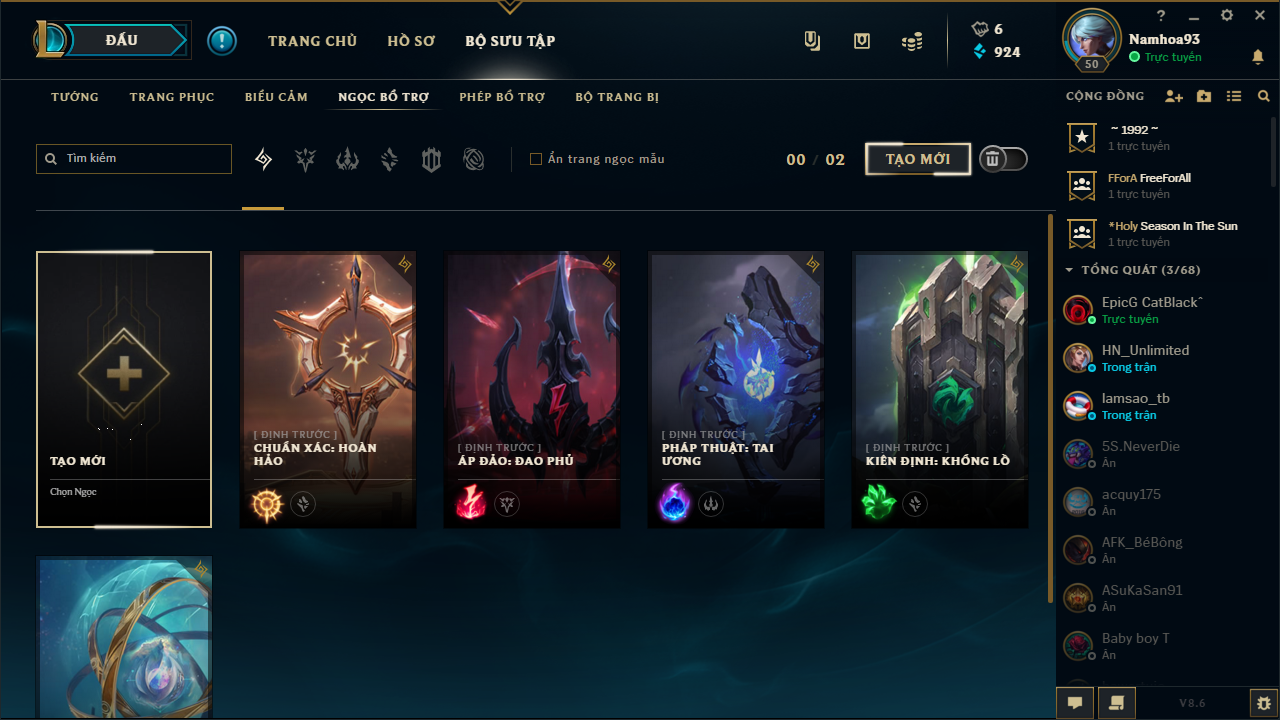 ĐẤU
TRANG CHỦ
HỒ SƠ
BỘ SƯU TẬP
6
924
50
Namhoa93
Trực tuyến
TƯỚNG
TRANG PHỤC
BIỂU CẢM
NGỌC BỔ TRỢ
PHÉP BỔ TRỢ
BỘ TRANG BỊ
CỘNG ĐỒNG
Tìm kiếm
Ẩn trang ngọc mẫu
00 / 02
TẠO MỚI
~ 1992 ~
1 trực tuyến
FForA FreeForAll
1 trực tuyến
*Holy Season In The Sun
1 trực tuyến
TỔNG QUÁT (3/68)
EpicG CatBlackˆ
Trực tuyến
HN_Unlimited
Trong trận
lamsao_tb
Trong trận
5S.NeverDie
Ẩn
acquy175
Ẩn
AFK_BéBông
Ẩn
ASuKaSan91
Ẩn
Baby boy T
Ẩn
TẠO MỚI
Chọn Ngọc
[ ĐỊNH TRƯỚC ]
CHUẨN XÁC: HOÀN
HẢO
[ ĐỊNH TRƯỚC ]
ÁP ĐẢO: ĐAO PHỦ
[ ĐỊNH TRƯỚC ]
PHÁP THUẬT: TAI
ƯƠNG
[ ĐỊNH TRƯỚC ]
KIÊN ĐỊNH: KHỔNG LỒ
V8.6